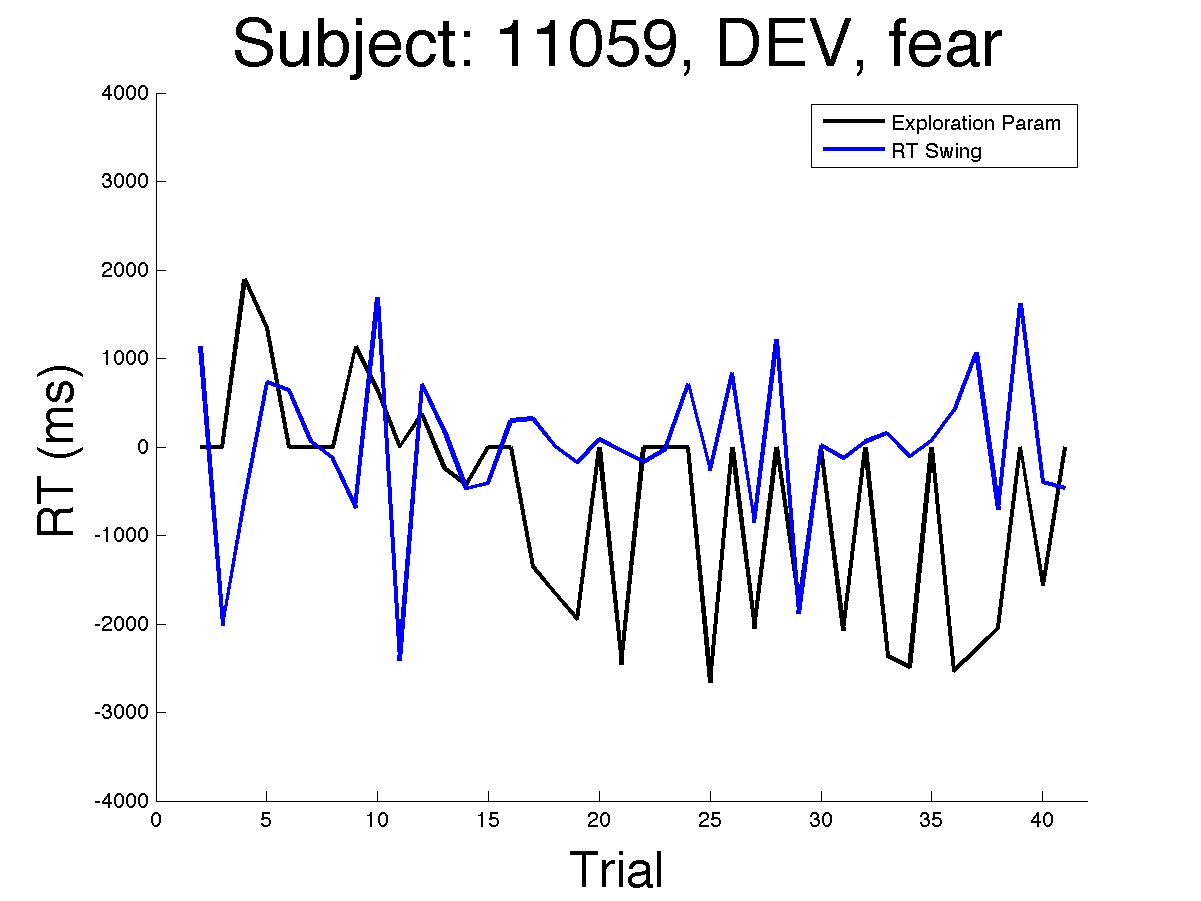 Subject: 11059, DEV, fear
Exploration Param
RT Swing
4000
3000
2000
1000
0
-1000
-2000
-3000
-4000
RT (ms)
0 5 10 15 20 25 30 35 40
Trial